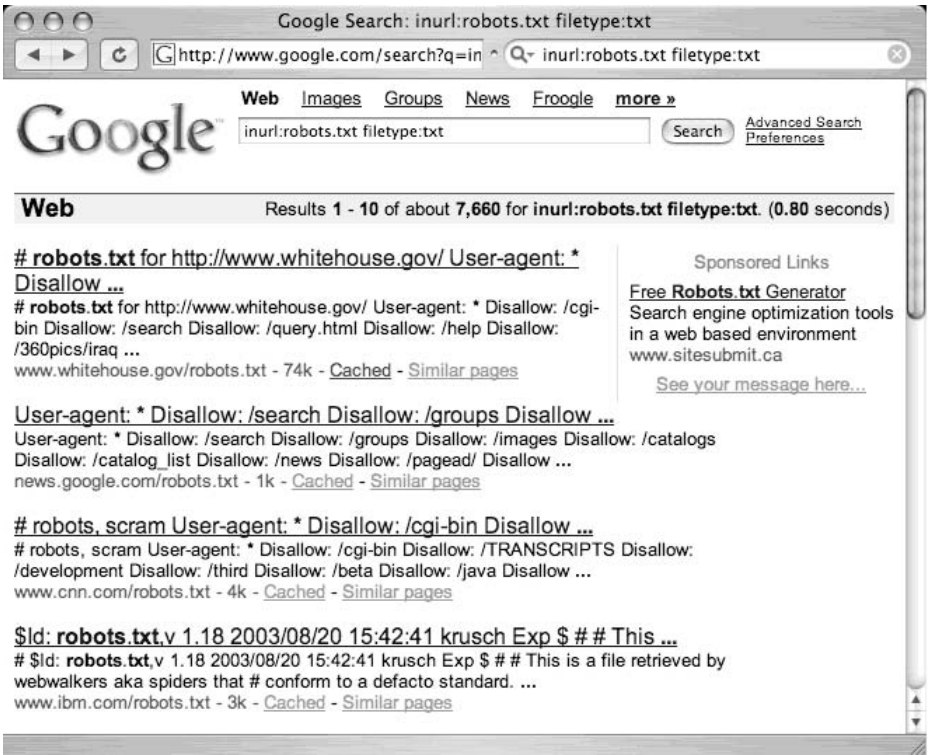 Google Search: inurl:robots.txt filetype:txt
G http://www.google.com/search?q=in
inurl:robots.txt filetype:txt
Web Images Groups News Froogle more »
Google™
inurl:robots.txt filetype:txt
Search
Advanced Search
Preferences
Web
Results 1 - 10 of about 7,660 for inurl:robots.txt filetype:txt. (0.80 seconds)
# robots.txt for http://www.whitehouse.gov/ User-agent: *
Disallow ...
# robots.txt for http://www.whitehouse.gov/ User-agent: * Disallow: /cgi-
bin Disallow: /search Disallow: /query.html Disallow: /help Disallow:
/360pics/iraq ...
www.whitehouse.gov/robots.txt - 74k - Cached - Similar pages
Sponsored Links
Free Robots.txt Generator
Search engine optimization tools
in a web based environment
www.sitesubmit.ca
See your message here...
User-agent: * Disallow: /search Disallow: /groups Disallow ...
User-agent: * Disallow: /search Disallow: /groups Disallow: /images Disallow: /catalogs
Disallow: /catalog_list Disallow: /news Disallow: /pagead/ Disallow ...
news.google.com/robots.txt - 1k - Cached - Similar pages
# robots, scram User-agent: * Disallow: /cgi-bin Disallow ...
# robots, scram User-agent: * Disallow: /cgi-bin Disallow: /TRANSCRIPTS Disallow:
/development Disallow: /third Disallow: /beta Disallow: /java Disallow ...
www.cnn.com/robots.txt - 4k - Cached - Similar pages
$Id: robots.txt,v 1.18 2003/08/20 15:42:41 krusch Exp $ # # This ...
# $Id: robots.txt,v 1.18 2003/08/20 15:42:41 krusch Exp $ # # This is a file retrieved by
webwalkers aka spiders that # conform to a defacto standard. ...
www.ibm.com/robots.txt - 3k - Cached - Similar pages